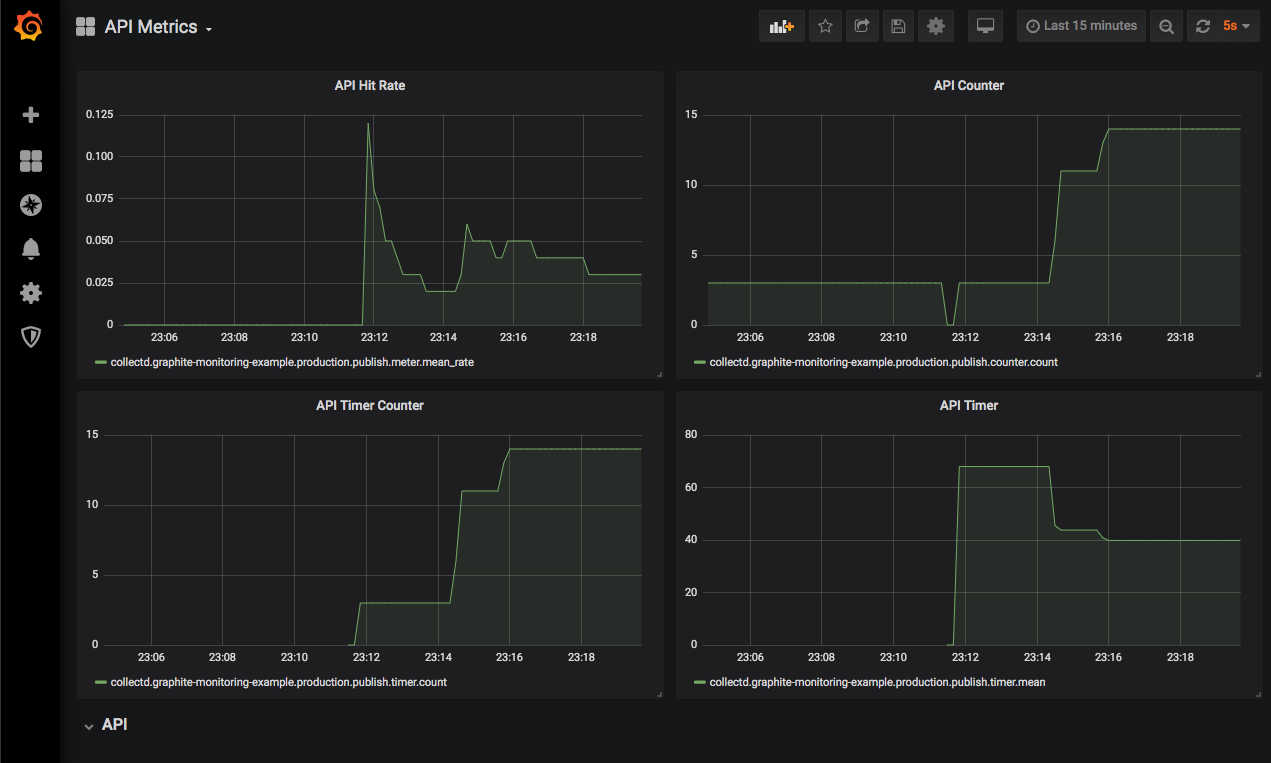 API Metrics
Last 15 minutes
5s
API Hit Rate
0.125
0.100
0.075
0.050
0.025
0
23:06 23:08 23:10 23:12 23:14 23:16 23:18
collectd.graphite-monitoring-example.production.publish.meter.mean_rate
API Counter
15
10
5
0
23:06 23:08 23:10 23:12 23:14 23:16 23:18
collectd.graphite-monitoring-example.production.publish.counter.count
API Timer Counter
15
10
5
0
23:06 23:08 23:10 23:12 23:14 23:16 23:18
collectd.graphite-monitoring-example.production.publish.timer.count
API Timer
80
60
40
20
0
23:06 23:08 23:10 23:12 23:14 23:16 23:18
collectd.graphite-monitoring-example.production.publish.timer.mean
API